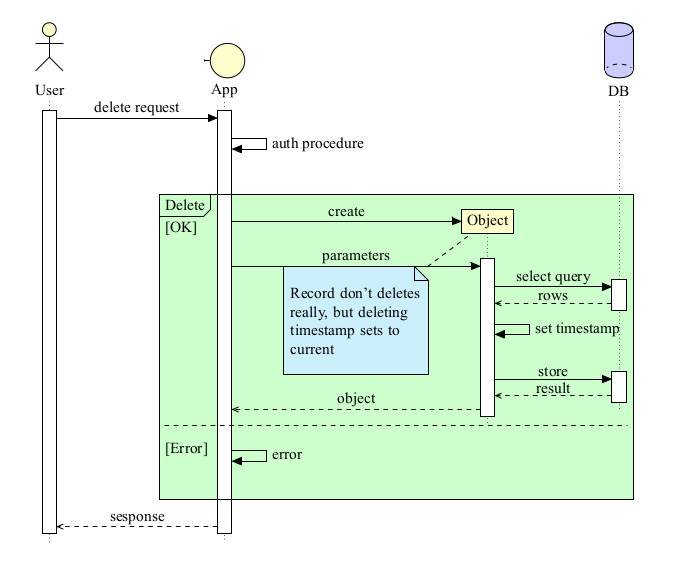 User
App
DB
delete request
auth procedure
Delete
[OK]
create
Object
parameters
select query
rows
Record don't deletes
really, but deleting
timestamp sets to
current
set timestamp
store
result
object
[Error]
error
sesponse